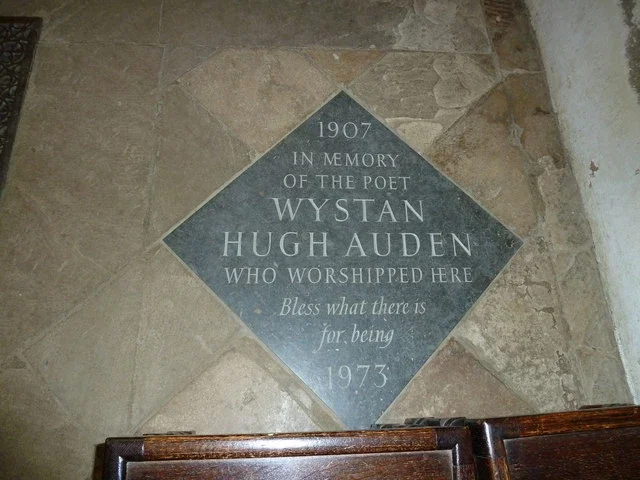 1907
IN MEMORY
OF THE POET
WYSTAN
HUGH AUDEN
WHO WORSHIPPED HERE
Bless what there is
for being
1973